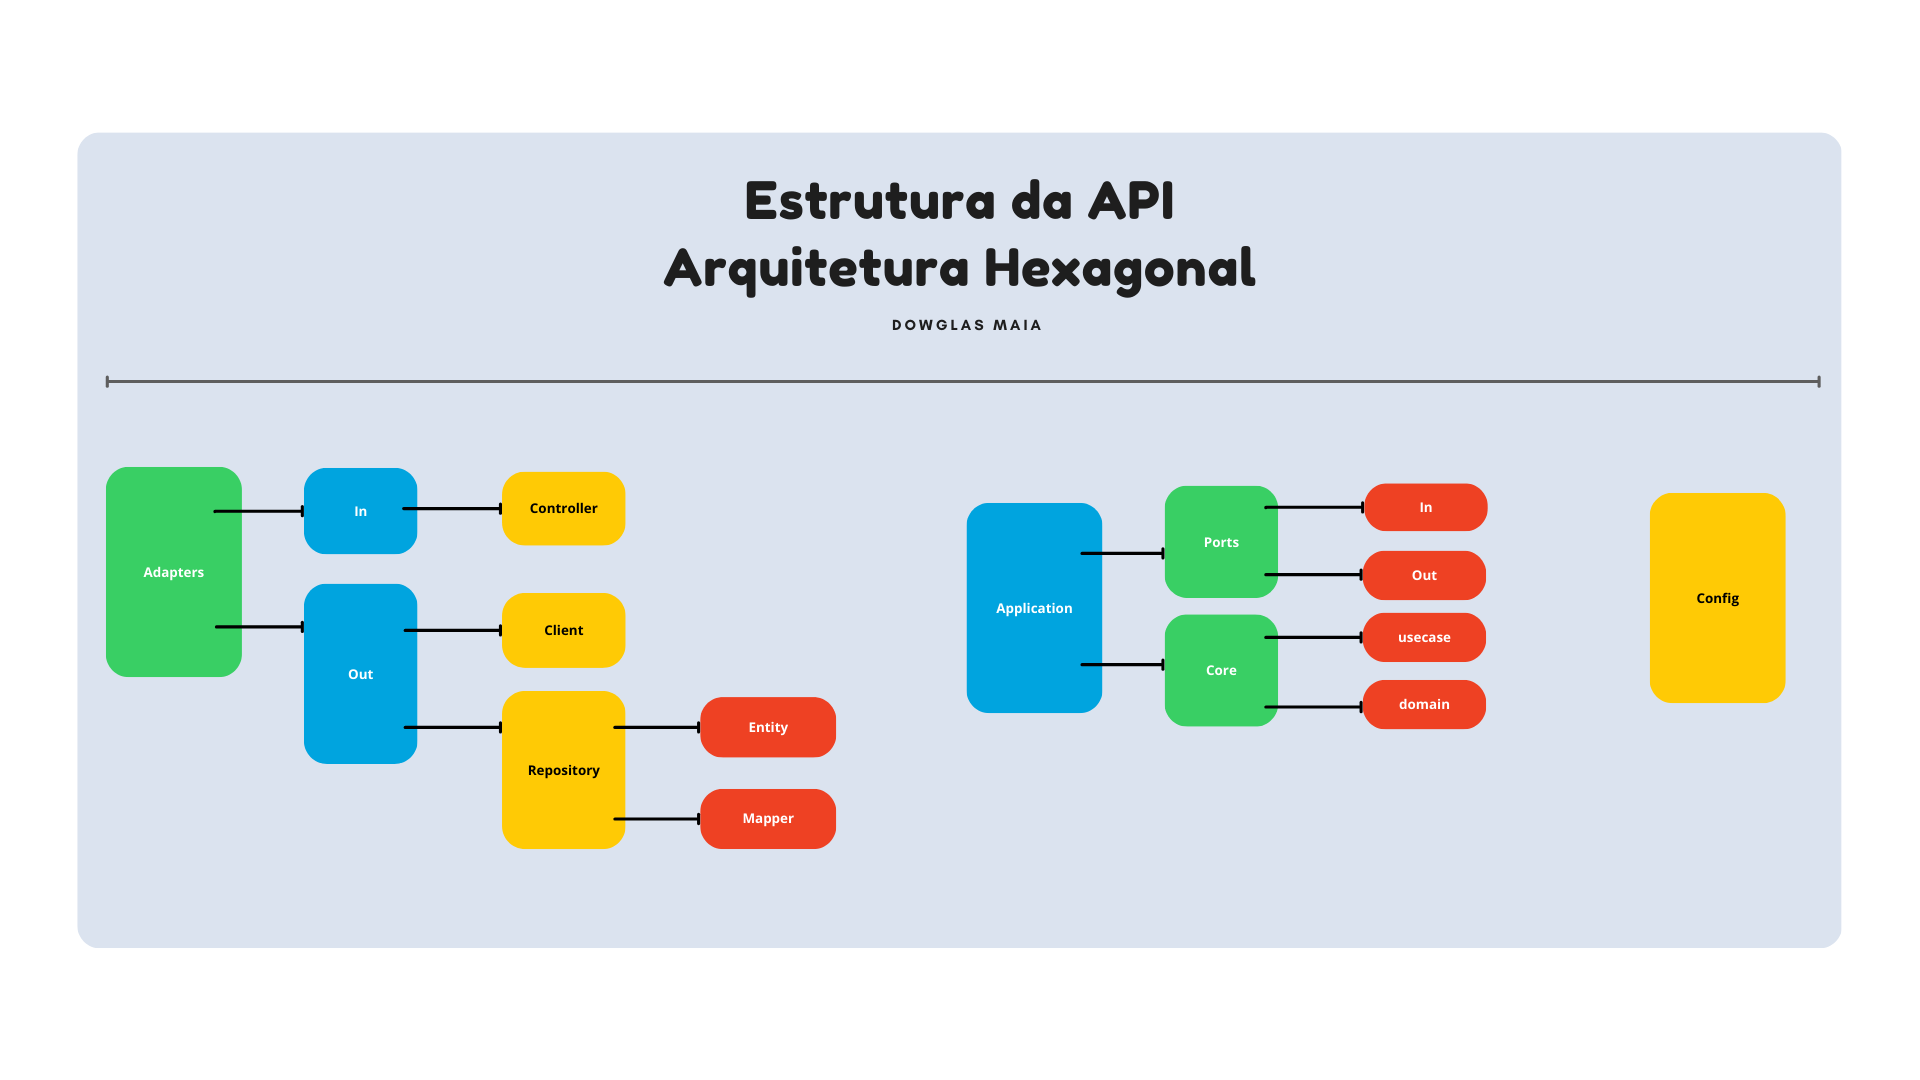 Estrutura da API
Arquitetura Hexagonal
DOWGLAS MAIA
Adapters
In
Controller
Out
Client
Repository
Entity
Mapper
Application
Ports
In
Out
Core
usecase
domain
Config